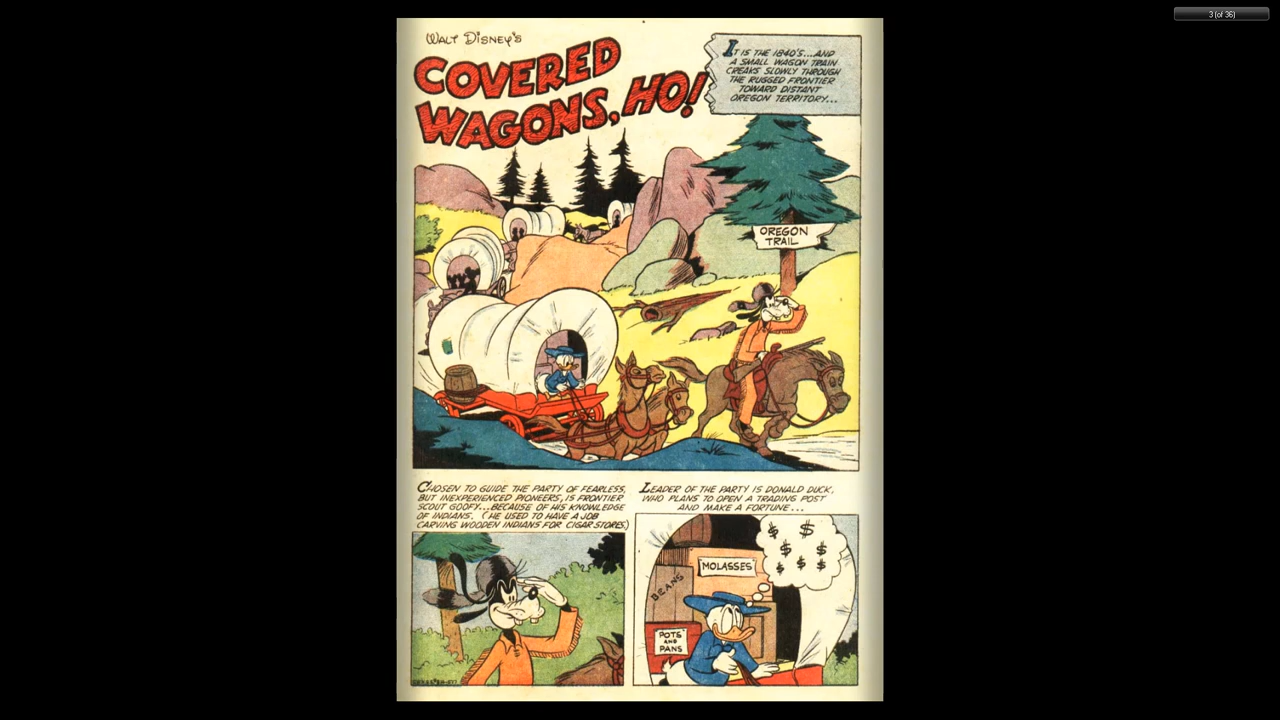 3 (of 36)
WALT DISNEY'S
COVERED
WAGONS, HO!
IT IS THE 1840'S...AND
A SMALL WAGON TRAIN
CREAKS SLOWLY THROUGH
THE RUGGED FRONTIER
TOWARD DISTANT
OREGON TERRITORY...
OREGON
TRAIL
CHOSEN TO GUIDE THE PARTY OF FEARLESS,
BUT INEXPERIENCED PIONEERS, IS FRONTIER
SCOUT GOOFY...BECAUSE OF HIS KNOWLEDGE
OF INDIANS. (HE USED TO HAVE A JOB
CARVING WOODEN INDIANS FOR CIGAR STORES.)
LEADER OF THE PARTY IS DONALD DUCK,
WHO PLANS TO OPEN A TRADING POST
AND MAKE A FORTUNE...
$ $
$ $
$ $ $
MOLASSES
BEANS
POTS
AND
PANS